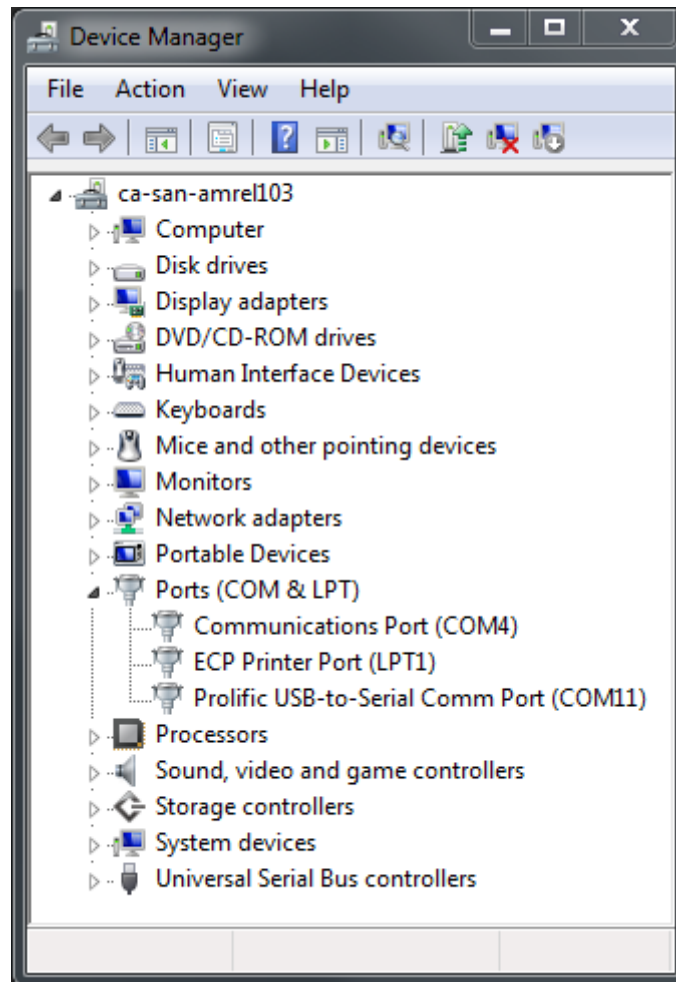 Device Manager
File Action View Help
ca-san-amrel103
Computer
Disk drives
Display adapters
DVD/CD-ROM drives
Human Interface Devices
Keyboards
Mice and other pointing devices
Monitors
Network adapters
Portable Devices
Ports (COM & LPT)
Communications Port (COM4)
ECP Printer Port (LPT1)
Prolific USB-to-Serial Comm Port (COM11)
Processors
Sound, video and game controllers
Storage controllers
System devices
Universal Serial Bus controllers